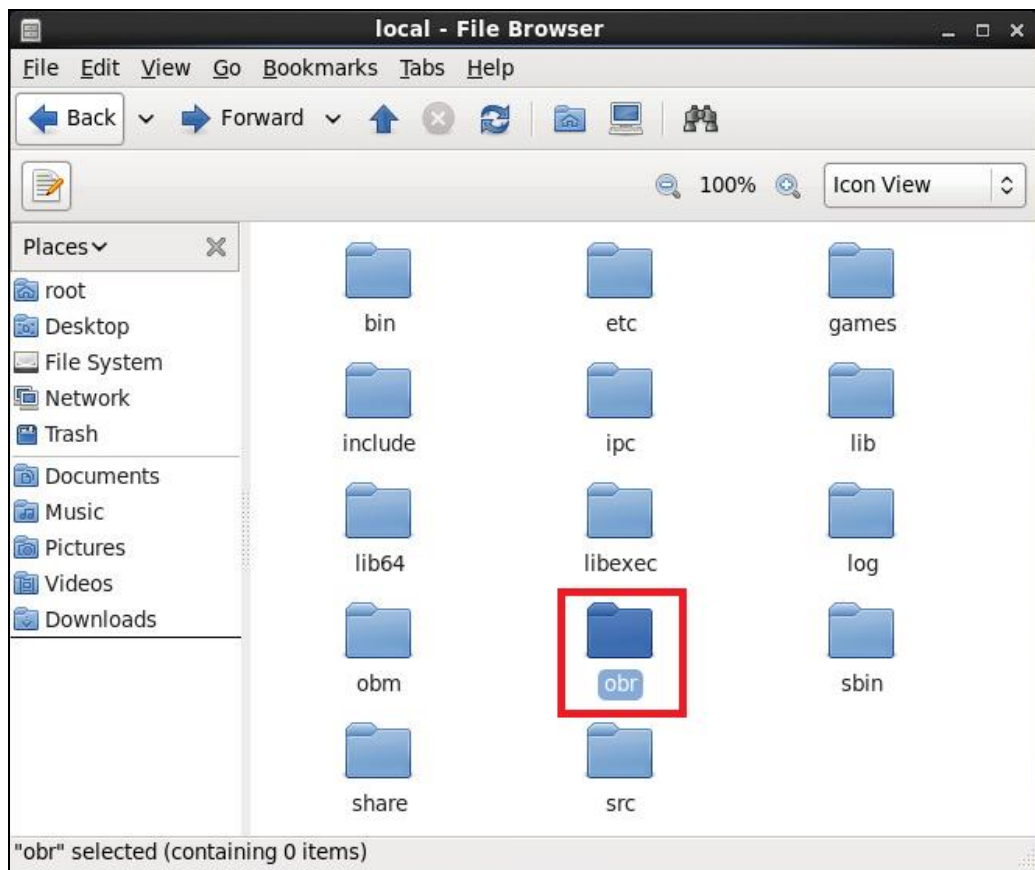 local - File Browser
File Edit View Go Bookmarks Tabs Help
Back Forward
100% Icon View
Places
root
Desktop
File System
Network
Trash
Documents
Music
Pictures
Videos
Downloads
bin etc games
include ipc lib
lib64 libexec log
obm obr sbin
share src
"obr" selected (containing 0 items)